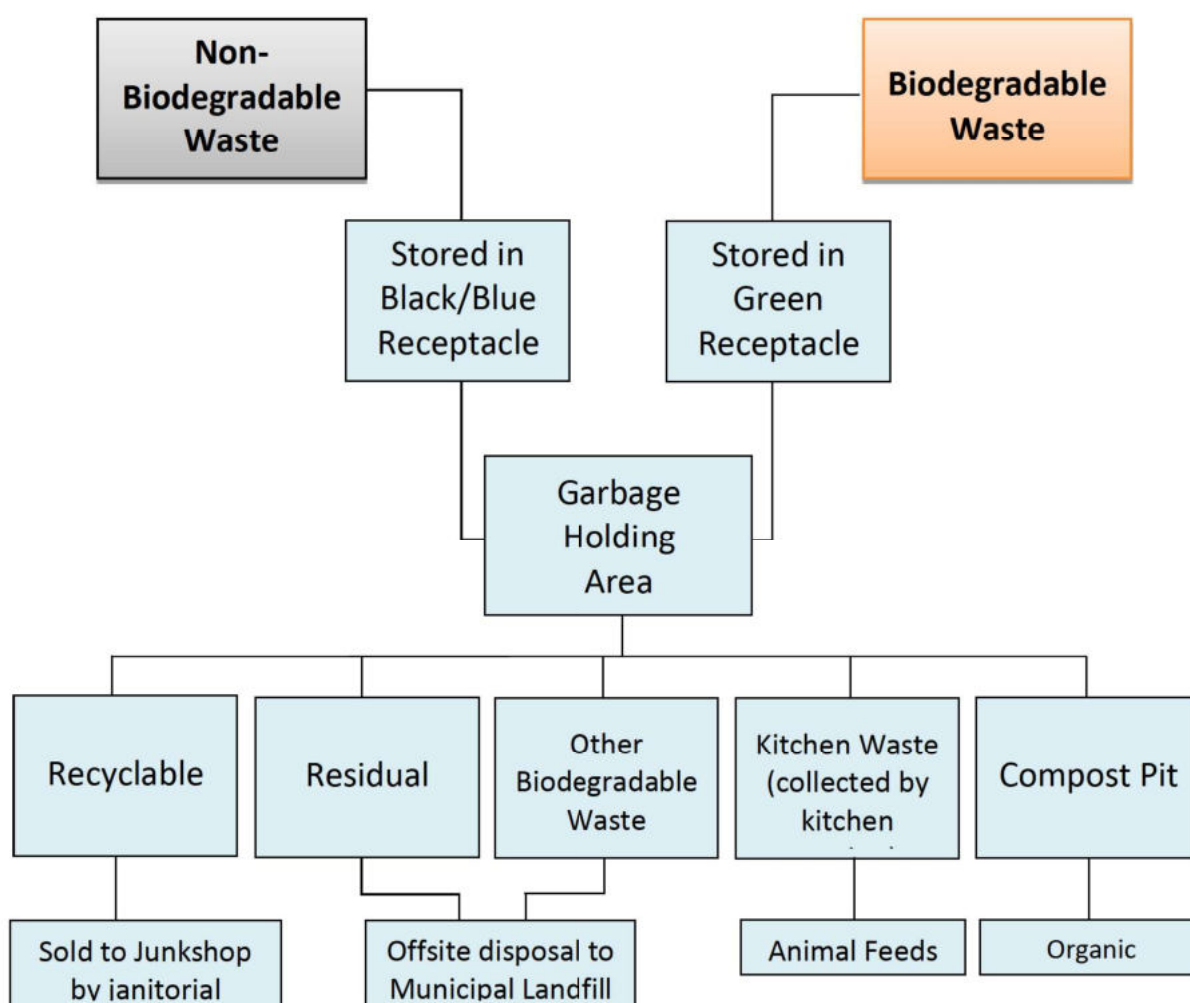 Non-
Biodegradable
Waste
Biodegradable
Waste
Stored in
Black/Blue
Receptacle
Stored in
Green
Receptacle
Garbage
Holding
Area
Recyclable
Residual
Other
Biodegradable
Waste
Kitchen Waste
(collected by
kitchen
Compost Pit
Sold to Junkshop
by janitorial
Offsite disposal to
Municipal Landfill
Animal Feeds
Organic